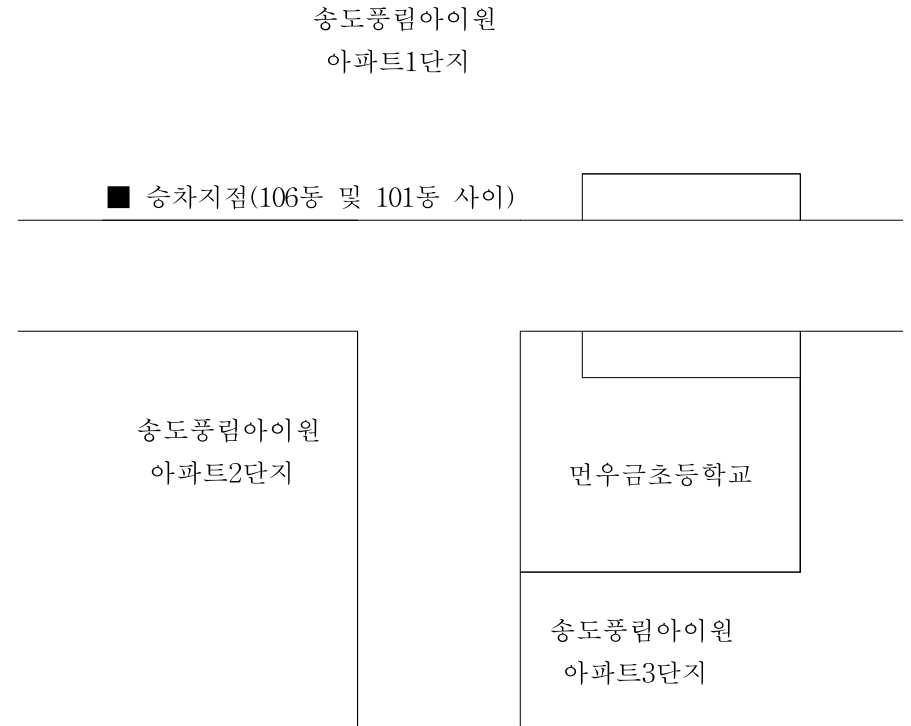 송도풍림아이원
아파트1단지
■ 승차지점(106동 및 101동 사이)
송도풍림아이원
아파트2단지
먼우금초등학교
송도풍림아이원
아파트3단지